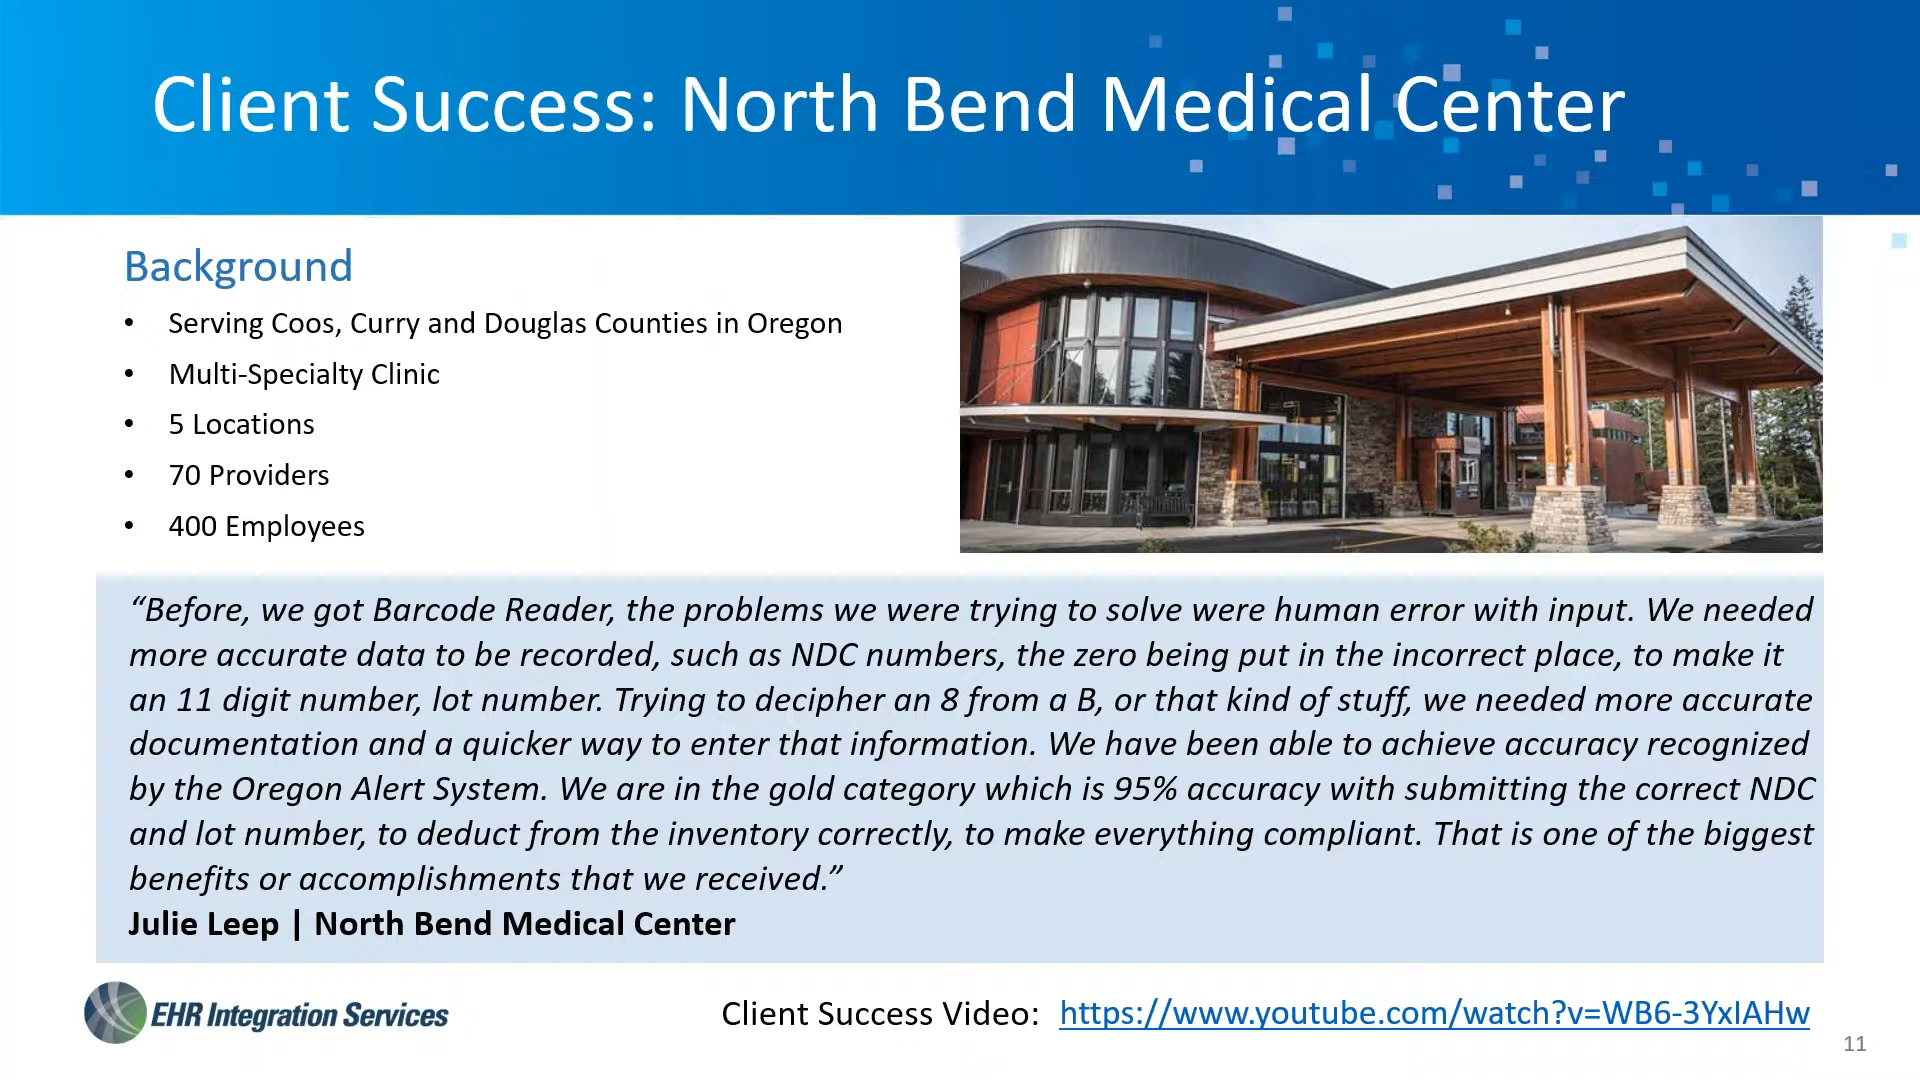 Client Success: North Bend Medical Center
Background
• Serving Coos, Curry and Douglas Counties in Oregon
• Multi-Specialty Clinic
• 5 Locations
• 70 Providers
• 400 Employees
“Before, we got Barcode Reader, the problems we were trying to solve were human error with input. We needed
more accurate data to be recorded, such as NDC numbers, the zero being put in the incorrect place, to make it
an 11 digit number, lot number. Trying to decipher an 8 from a B, or that kind of stuff, we needed more accurate
documentation and a quicker way to enter that information. We have been able to achieve accuracy recognized
by the Oregon Alert System. We are in the gold category which is 95% accuracy with submitting the correct NDC
and lot number, to deduct from the inventory correctly, to make everything compliant. That is one of the biggest
benefits or accomplishments that we received.”
Julie Leep | North Bend Medical Center
EHR Integration Services
Client Success Video: https://www.youtube.com/watch?v=WB6-3YxIAHw
11